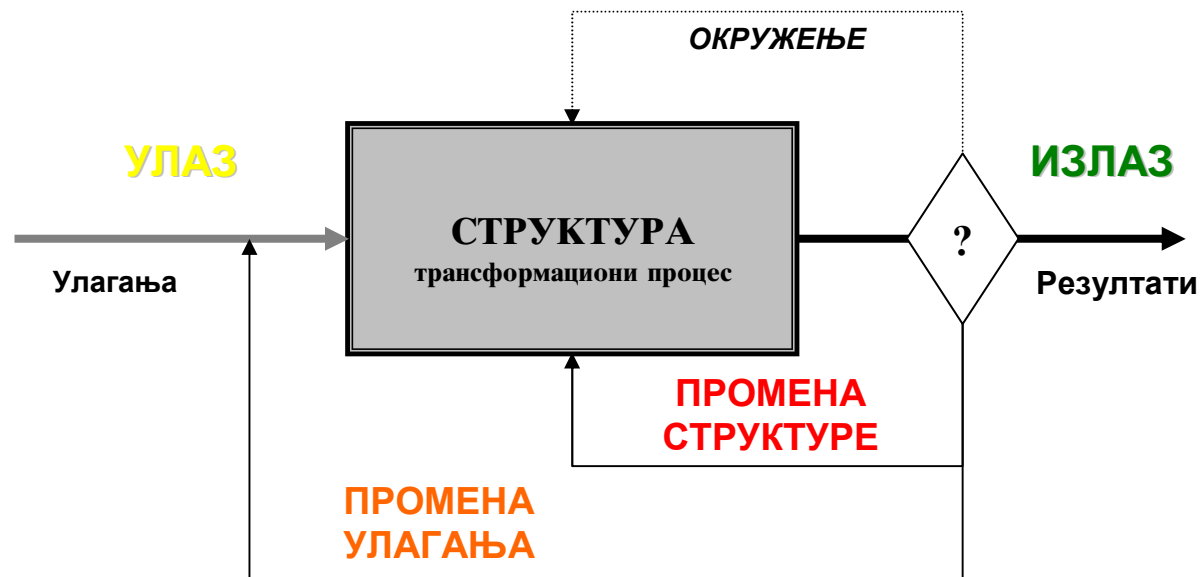 ОКРУЖЕЊЕ
УЛАЗ
ИЗЛАЗ
СТРУКТУРА
трансформациони процес
?
Улагања
Резултати
ПРОМЕНА
СТРУКТУРЕ
ПРОМЕНА
УЛАГАЊА